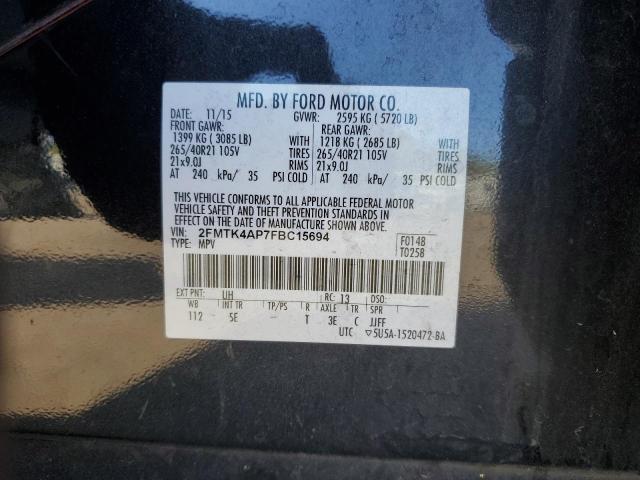 MFD. BY FORD MOTOR CO.
DATE: 11/15 GVWR: 2595 KG ( 5720 LB)
FRONT GAWR: REAR GAWR:
1399 KG ( 3085 LB) WITH 1218 KG ( 2685 LB) WITH
265/40R21 105V TIRES 265/40R21 105V TIRES
21x9.0J RIMS 21x9.0J RIMS
AT 240 kPa/ 35 PSI COLD AT 240 kPa/ 35 PSI COLD
THIS VEHICLE CONFORMS TO ALL APPLICABLE FEDERAL MOTOR
VEHICLE SAFETY AND THEFT PREVENTION STANDARDS IN
EFFECT ON THE DATE OF MANUFACTURE SHOWN ABOVE.
VIN: 2FMTK4AP7FBC15694 F0148
TYPE: MPV T0258
EXT PNT: UH RC: 13 DSO:
WB INT TR TP/PS R AXLE TR SPR
112 5E - T 3E C JJFF
UTC ▽5U5A-1520472-BA